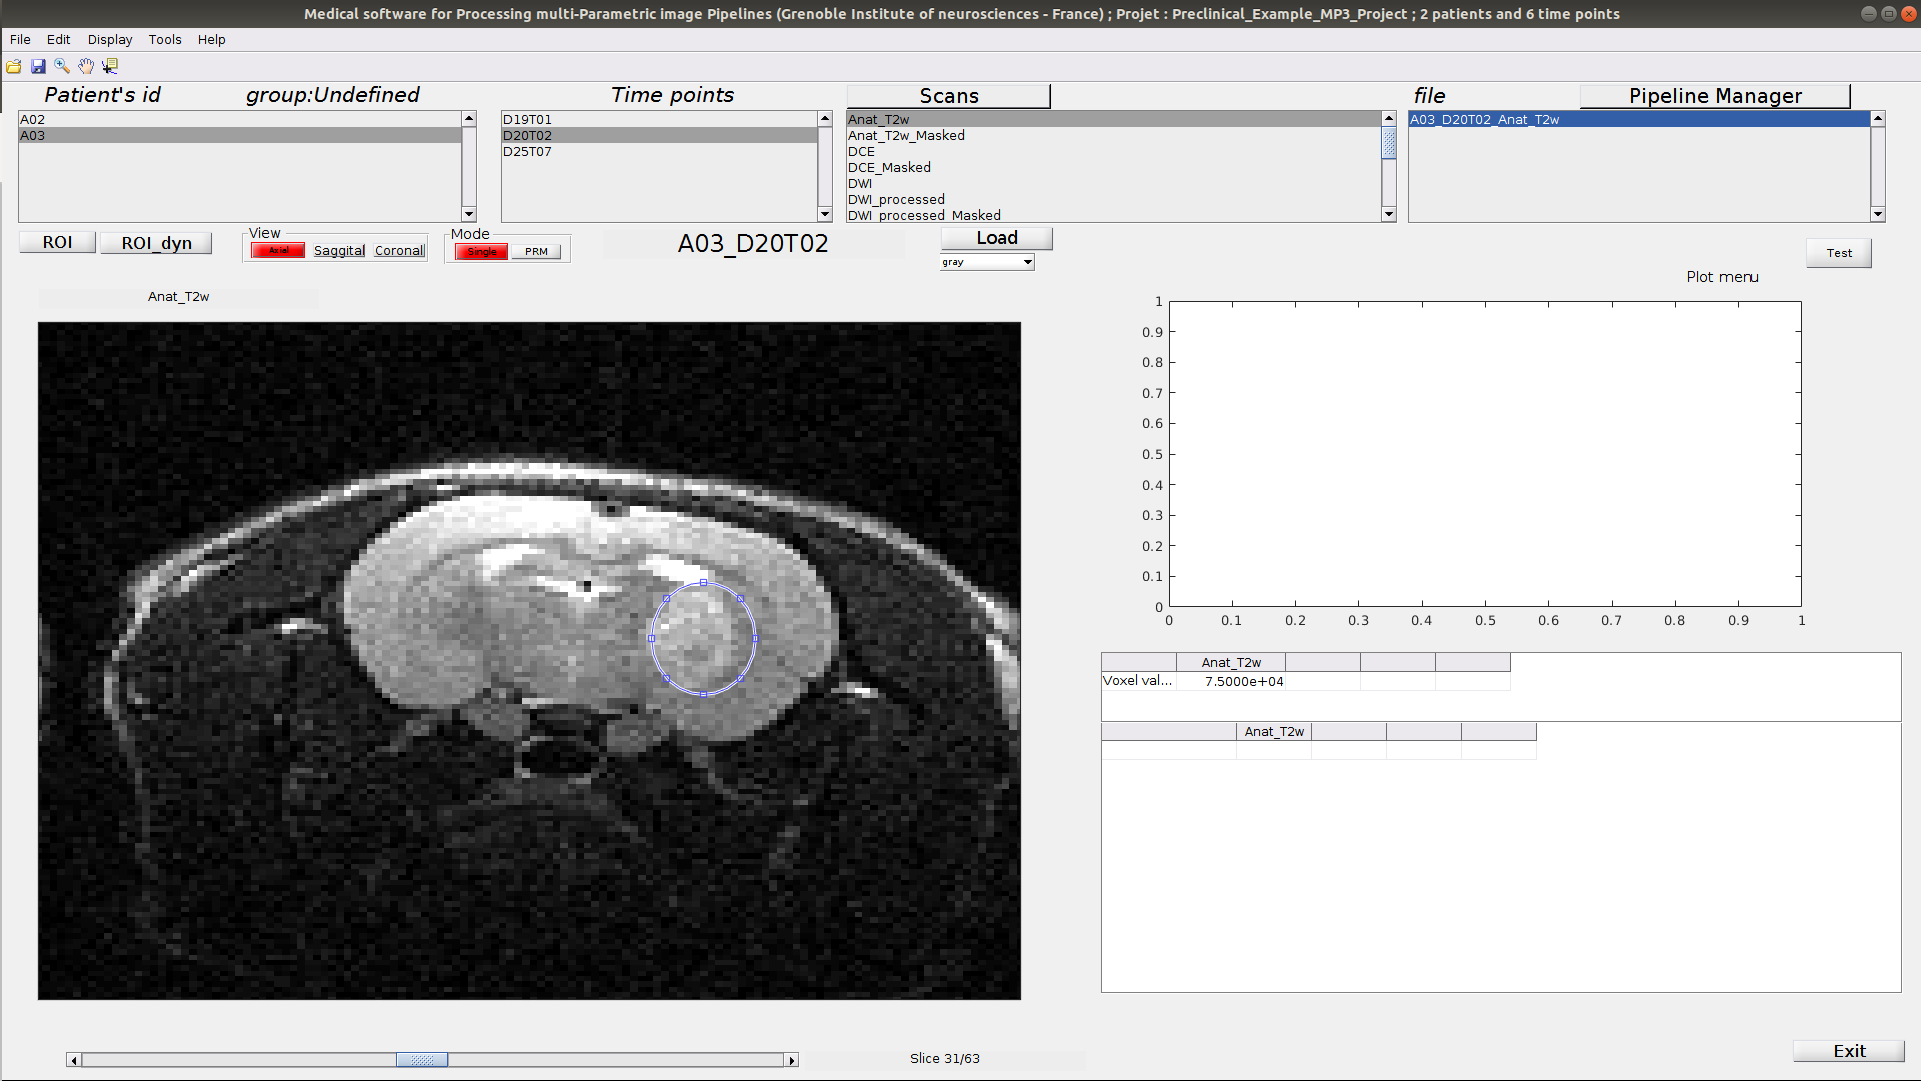 Medical software for Processing multi-Parametric image Pipelines (Grenoble Institute of neurosciences - France) ; Projet : Preclinical_Example_MP3_Project ; 2 patients and 6 time points
File Edit Display Tools Help
Patient's id group:Undefined Time points Scans file Pipeline Manager
A02
A03
D19T01
D20T02
D25T07
Anat_T2w
Anat_T2w_Masked
DCE
DCE_Masked
DWI
DWI_processed
DWI_processed_Masked
A03_D20T02_Anat_T2w
ROI ROI_dyn
View
Axial Saggital Coronal
Mode
Single PRM
A03_D20T02
Load
gray
Test
Plot menu
Anat_T2w
1
0.9
0.8
0.7
0.6
0.5
0.4
0.3
0.2
0.1
0
0 0.1 0.2 0.3 0.4 0.5 0.6 0.7 0.8 0.9 1
Anat_T2w
Voxel val... 7.5000e+04
Anat_T2w
Slice 31/63
Exit